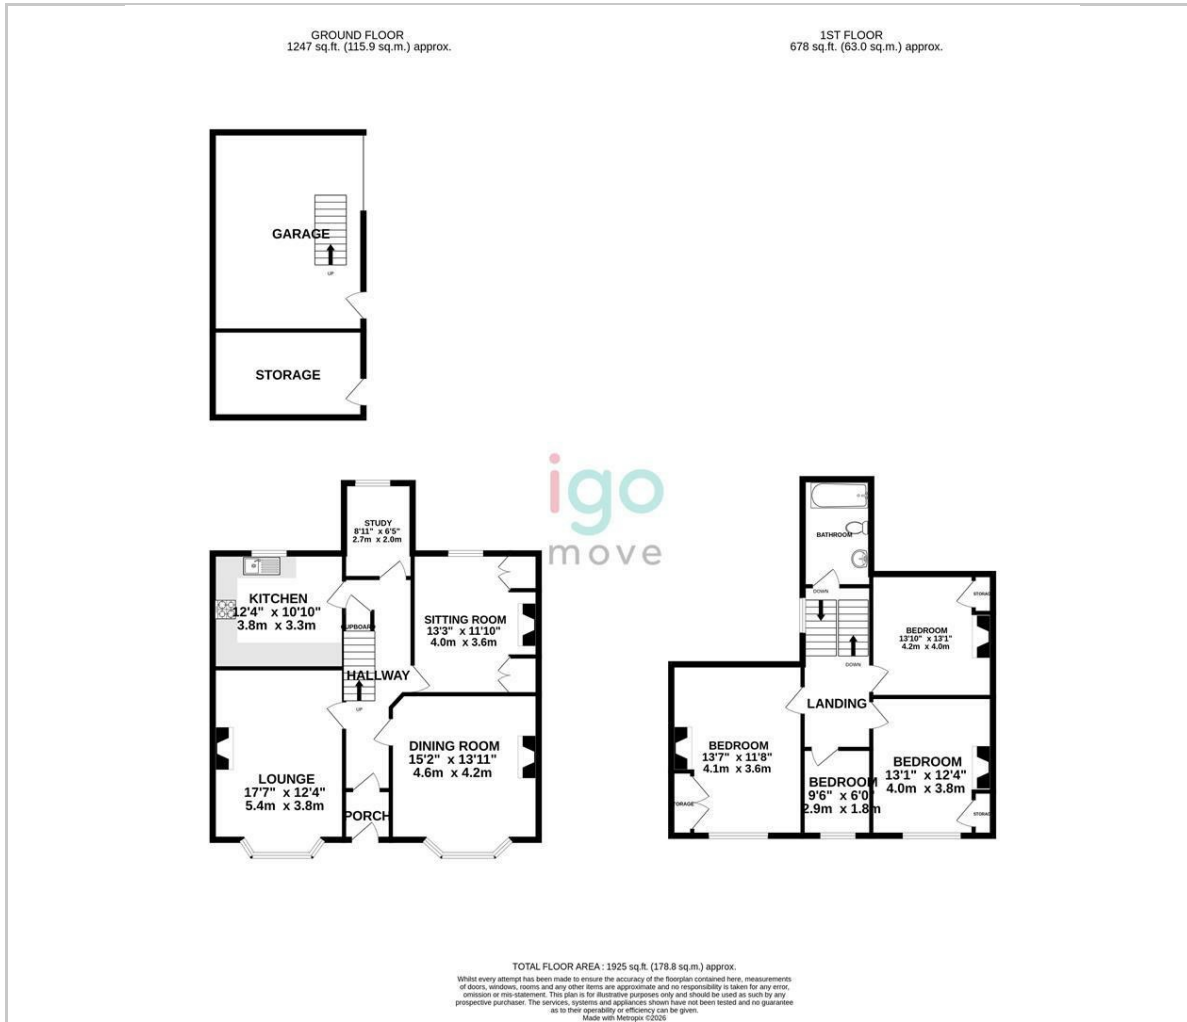 GROUND FLOOR
1247 sq.ft. (115.9 sq.m.) approx.
1ST FLOOR
678 sq.ft. (63.0 sq.m.) approx.
GARAGE
UP
STORAGE
igo
move
STUDY
8'11" x 6'5"
2.7m x 2.0m
KITCHEN
12'4" x 10'10"
3.8m x 3.3m
UPBOARD
SITTING ROOM
13'3" x 11'10"
4.0m x 3.6m
HALLWAY
UP
DINING ROOM
15'2" x 13'11"
4.6m x 4.2m
LOUNGE
17'7" x 12'4"
5.4m x 3.8m
PORCH
BATHROOM
DOWN
DOWN
STORAGE
BEDROOM
13'10" x 13'1"
4.2m x 4.0m
LANDING
BEDROOM
13'7" x 11'8"
4.1m x 3.6m
STORAGE
BEDROOM
9'6" x 6'0"
2.9m x 1.8m
BEDROOM
13'1" x 12'4"
4.0m x 3.8m
STORAGE
TOTAL FLOOR AREA : 1925 sq.ft. (178.8 sq.m.) approx.
Whilst every attempt has been made to ensure the accuracy of the floorplan contained here, measurements
of doors, windows, rooms and any other items are approximate and no responsibility is taken for any error,
omission or mis-statement. This plan is for illustrative purposes only and should be used as such by any
prospective purchaser. The services, systems and appliances shown have not been tested and no guarantee
as to their operability or efficiency can be given.
Made with Metropix ©2026